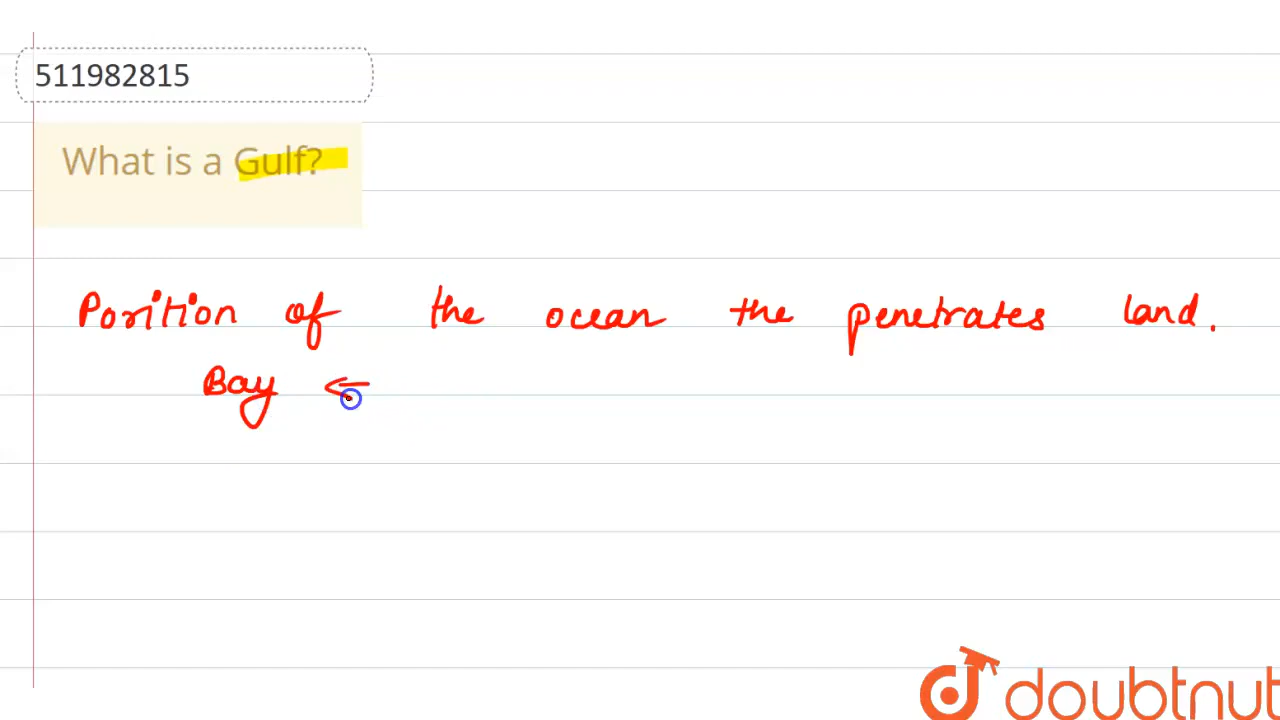 511982815
What is a Gulf?
Porition of the ocean the penetrates land.
Bay ←
doubtnut